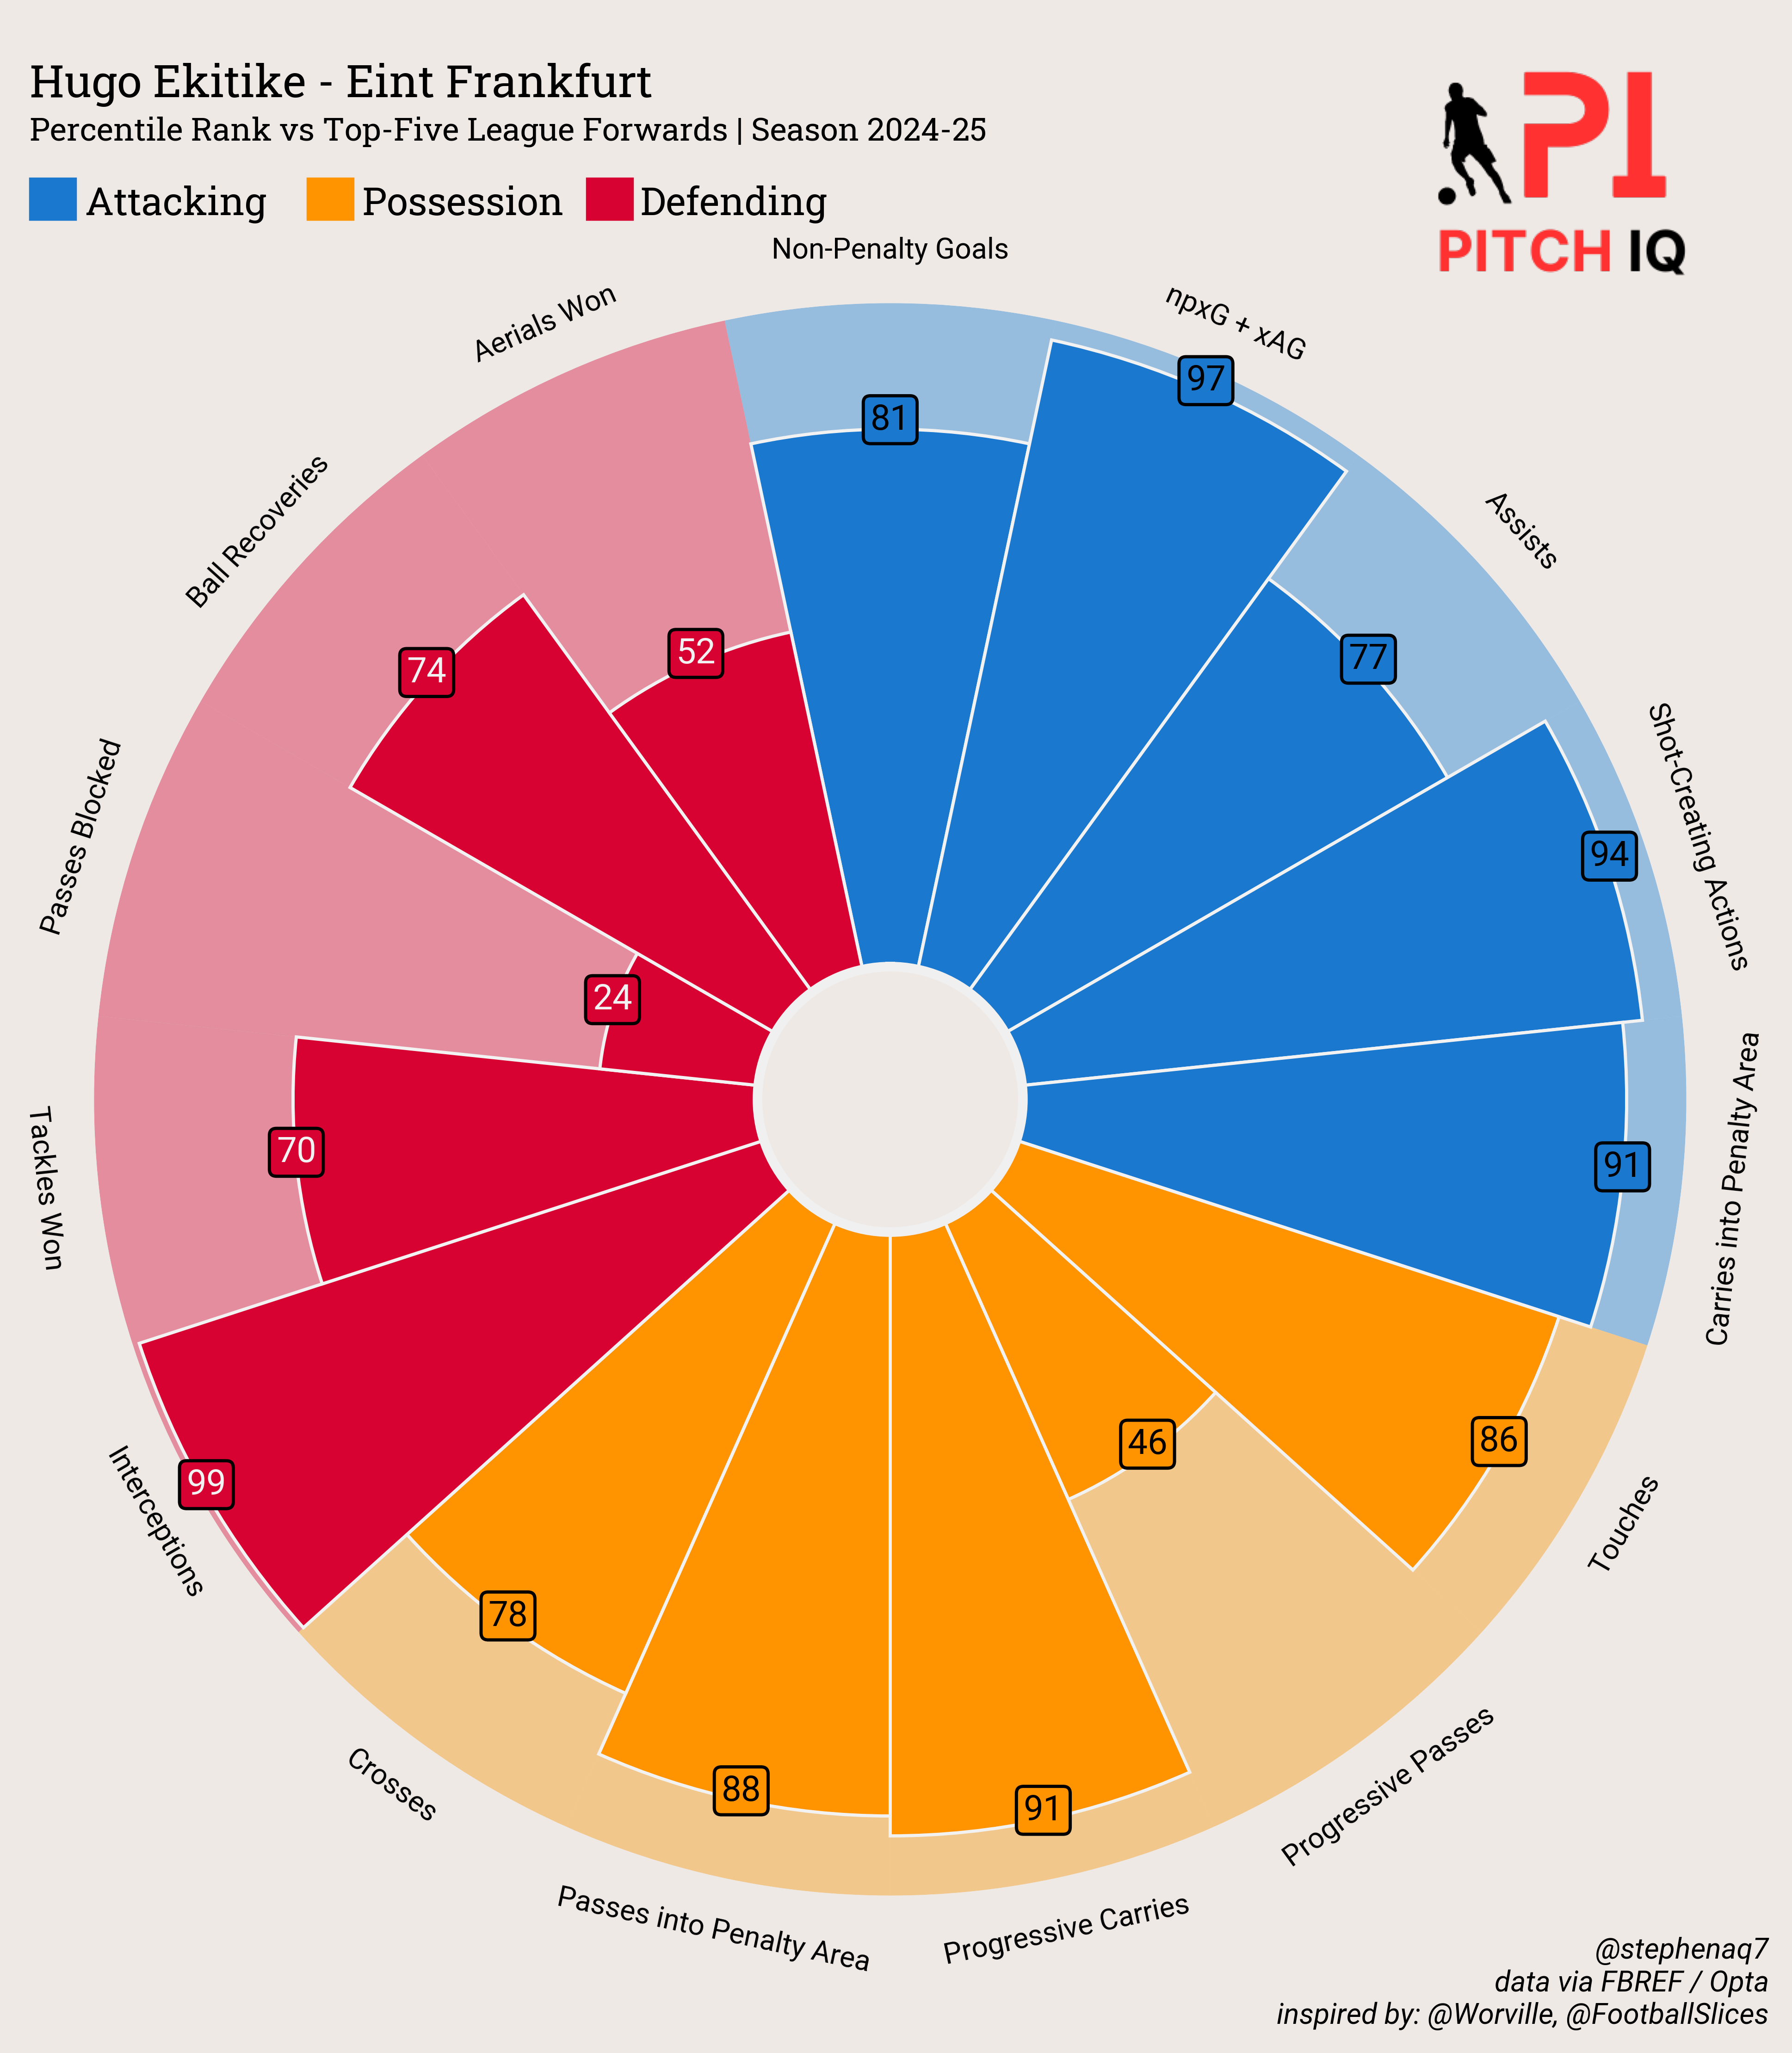 Hugo Ekitike - Eint Frankfurt
Percentile Rank vs Top-Five League Forwards | Season 2024-25
Attacking
Possession
Defending
PI
PITCH IQ
Non-Penalty Goals
81
npxG + xAG
97
Assists
77
Shot-Creating Actions
94
Carries into Penalty Area
91
Touches
86
Progressive Passes
46
Progressive Carries
91
Passes into Penalty Area
88
Crosses
78
Interceptions
99
Tackles Won
70
Passes Blocked
24
Ball Recoveries
74
Aerials Won
52
@stephenaq7
data via FBREF / Opta
inspired by: @Worville, @FootballSlices